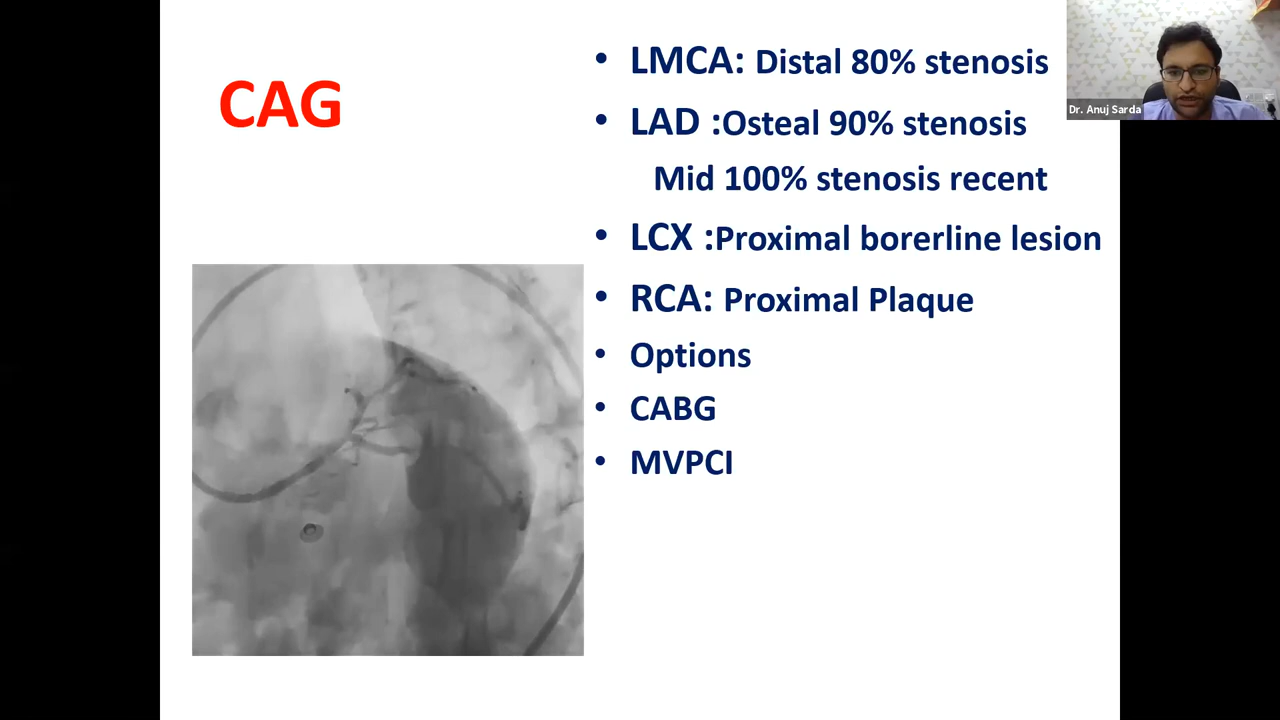 CAG
• LMCA: Distal 80% stenosis
• LAD :Osteal 90% stenosis
Mid 100% stenosis recent
• LCX :Proximal borerline lesion
• RCA: Proximal Plaque
• Options
• CABG
• MVPCI
Dr. Anuj Sarda